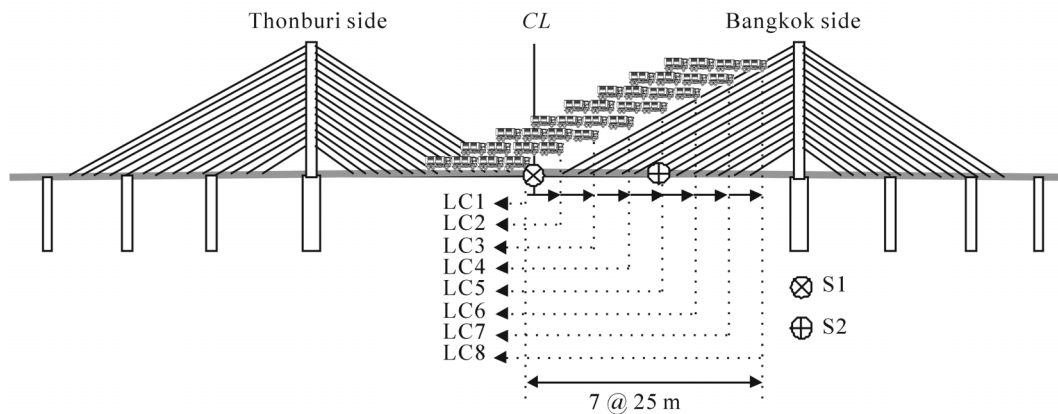 Thonburi side
CL
Bangkok side
LC1
LC2
LC3
LC4
LC5
LC6
LC7
LC8
S1
S2
7 @ 25 m